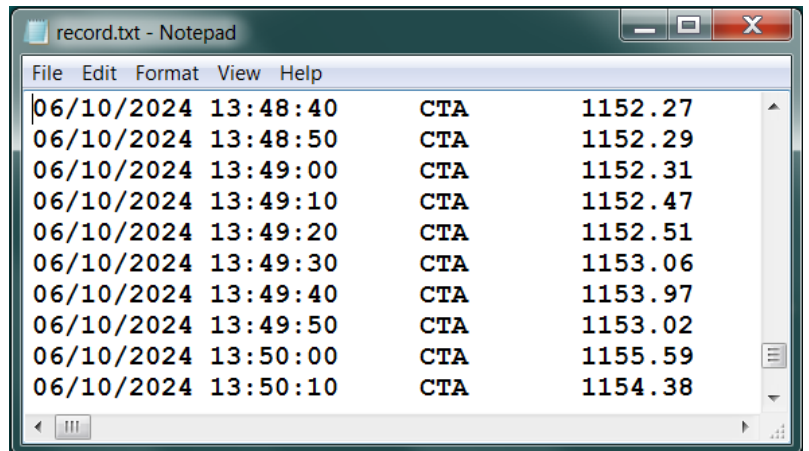 record.txt - Notepad
File Edit Format View Help
06/10/2024 13:48:40 CTA 1152.27
06/10/2024 13:48:50 CTA 1152.29
06/10/2024 13:49:00 CTA 1152.31
06/10/2024 13:49:10 CTA 1152.47
06/10/2024 13:49:20 CTA 1152.51
06/10/2024 13:49:30 CTA 1153.06
06/10/2024 13:49:40 CTA 1153.97
06/10/2024 13:49:50 CTA 1153.02
06/10/2024 13:50:00 CTA 1155.59
06/10/2024 13:50:10 CTA 1154.38